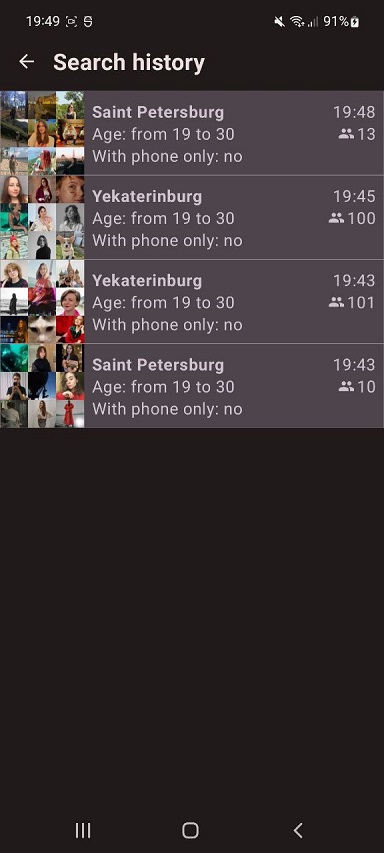 19:49 91%
Search history
Saint Petersburg 19:48
Age: from 19 to 30 13
With phone only: no
Yekaterinburg 19:45
Age: from 19 to 30 100
With phone only: no
Yekaterinburg 19:43
Age: from 19 to 30 101
With phone only: no
Saint Petersburg 19:43
Age: from 19 to 30 10
With phone only: no